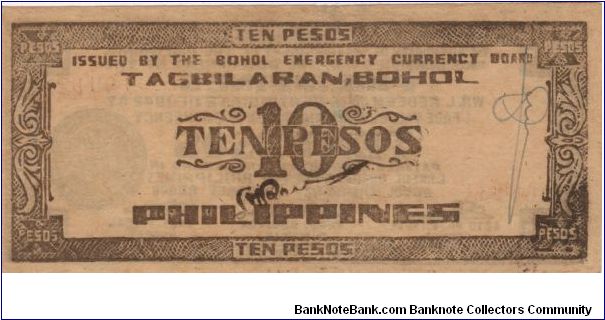 TEN PESOS
PESOS PESOS
ISSUED BY THE BOHOL EMERGENCY CURRENCY BOARD
TAGBILARAN, BOHOL
TEN 10 PESOS
PHILIPPINES
PESOS PESOS
TEN PESOS
BankNoteBank.com Banknote Collectors Community